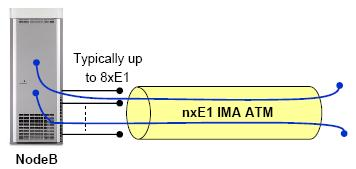 Typically up
to 8xE1
nxE1 IMA ATM
NodeB